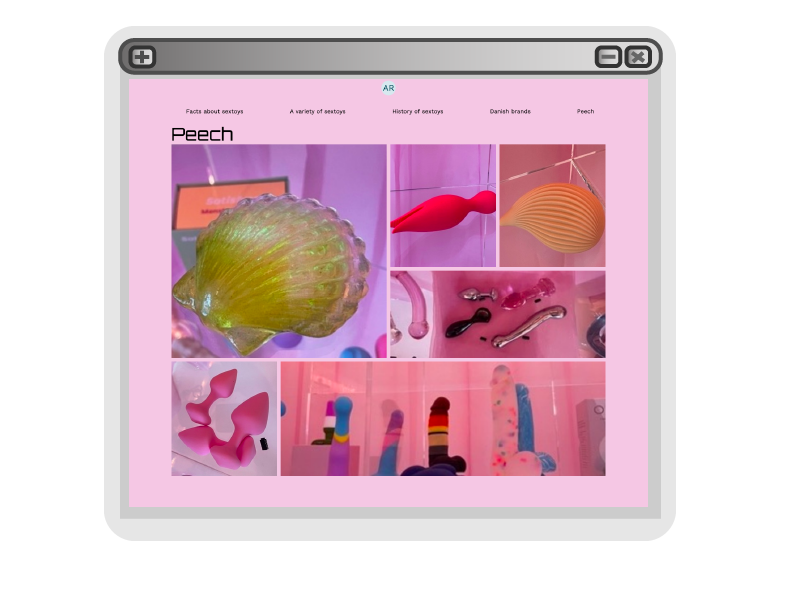 AR
Facts about sextoys
A variety of sextoys
History of sextoys
Danish brands
Peech
Peech